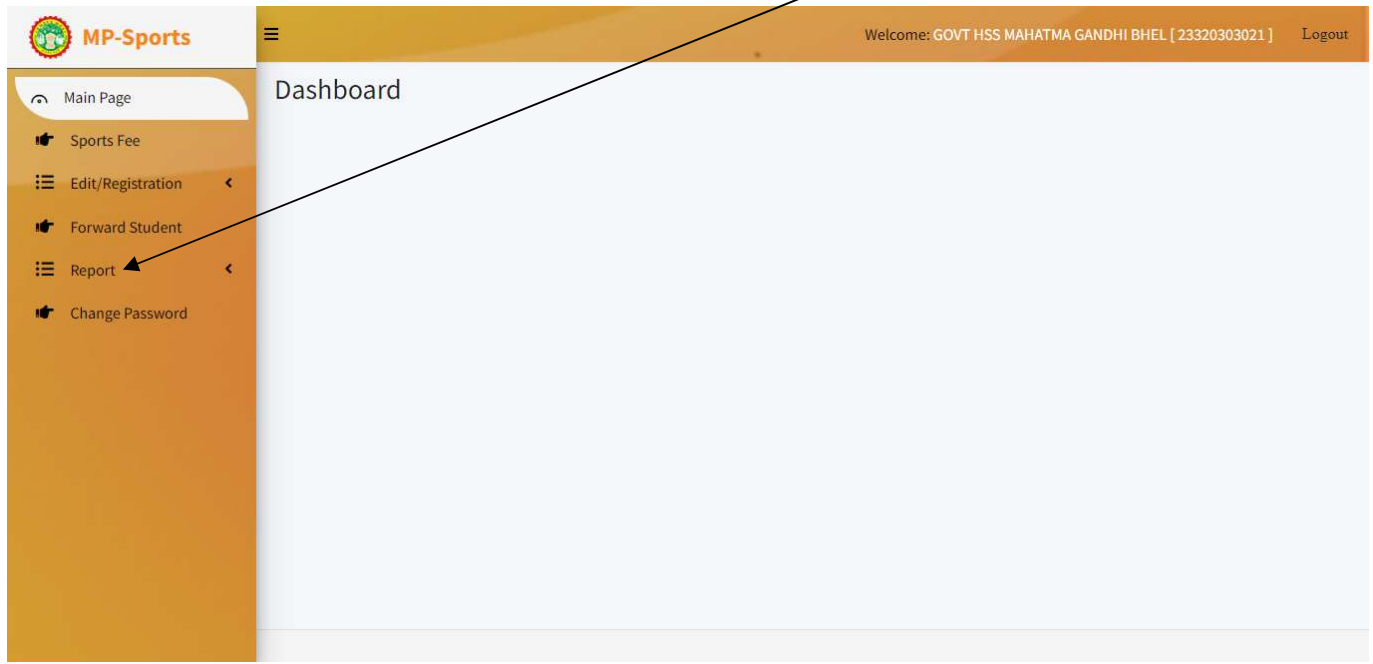 MP-Sports
Welcome: GOVT HSS MAHATMA GANDHI BHEL [ 23320303021 ] Logout
Main Page
Dashboard
Sports Fee
Edit/Registration
Forward Student
Report
Change Password